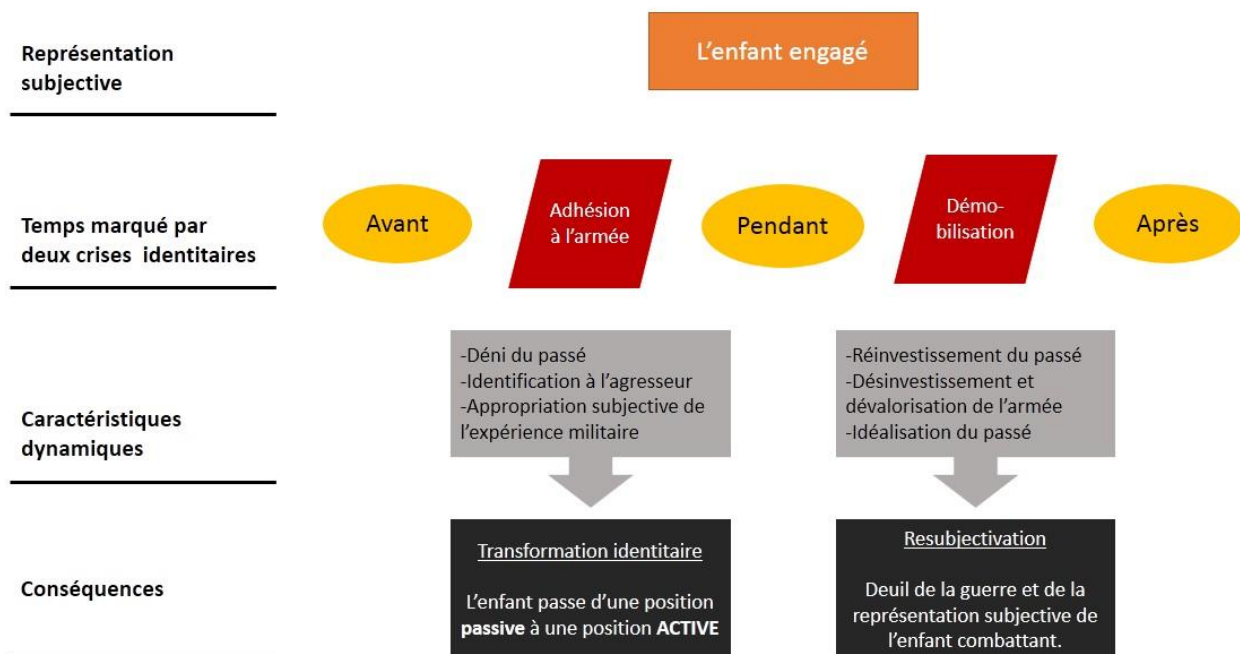 Représentation
subjective
L'enfant engagé
Temps marqué par
deux crises identitaires
Avant
Adhésion
à l'armée
Pendant
Démo-
bilisation
Après
Caractéristiques
dynamiques
-Déni du passé
-Identification à l'agresseur
-Appropriation subjective de
l'expérience militaire
-Réinvestissement du passé
-Désinvestissement et
dévalorisation de l'armée
-Idéalisation du passé
Conséquences
Transformation identitaire
L'enfant passe d'une position
passive à une position ACTIVE
Resubjectivation
Deuil de la guerre et de la
représentation subjective de
l'enfant combattant.